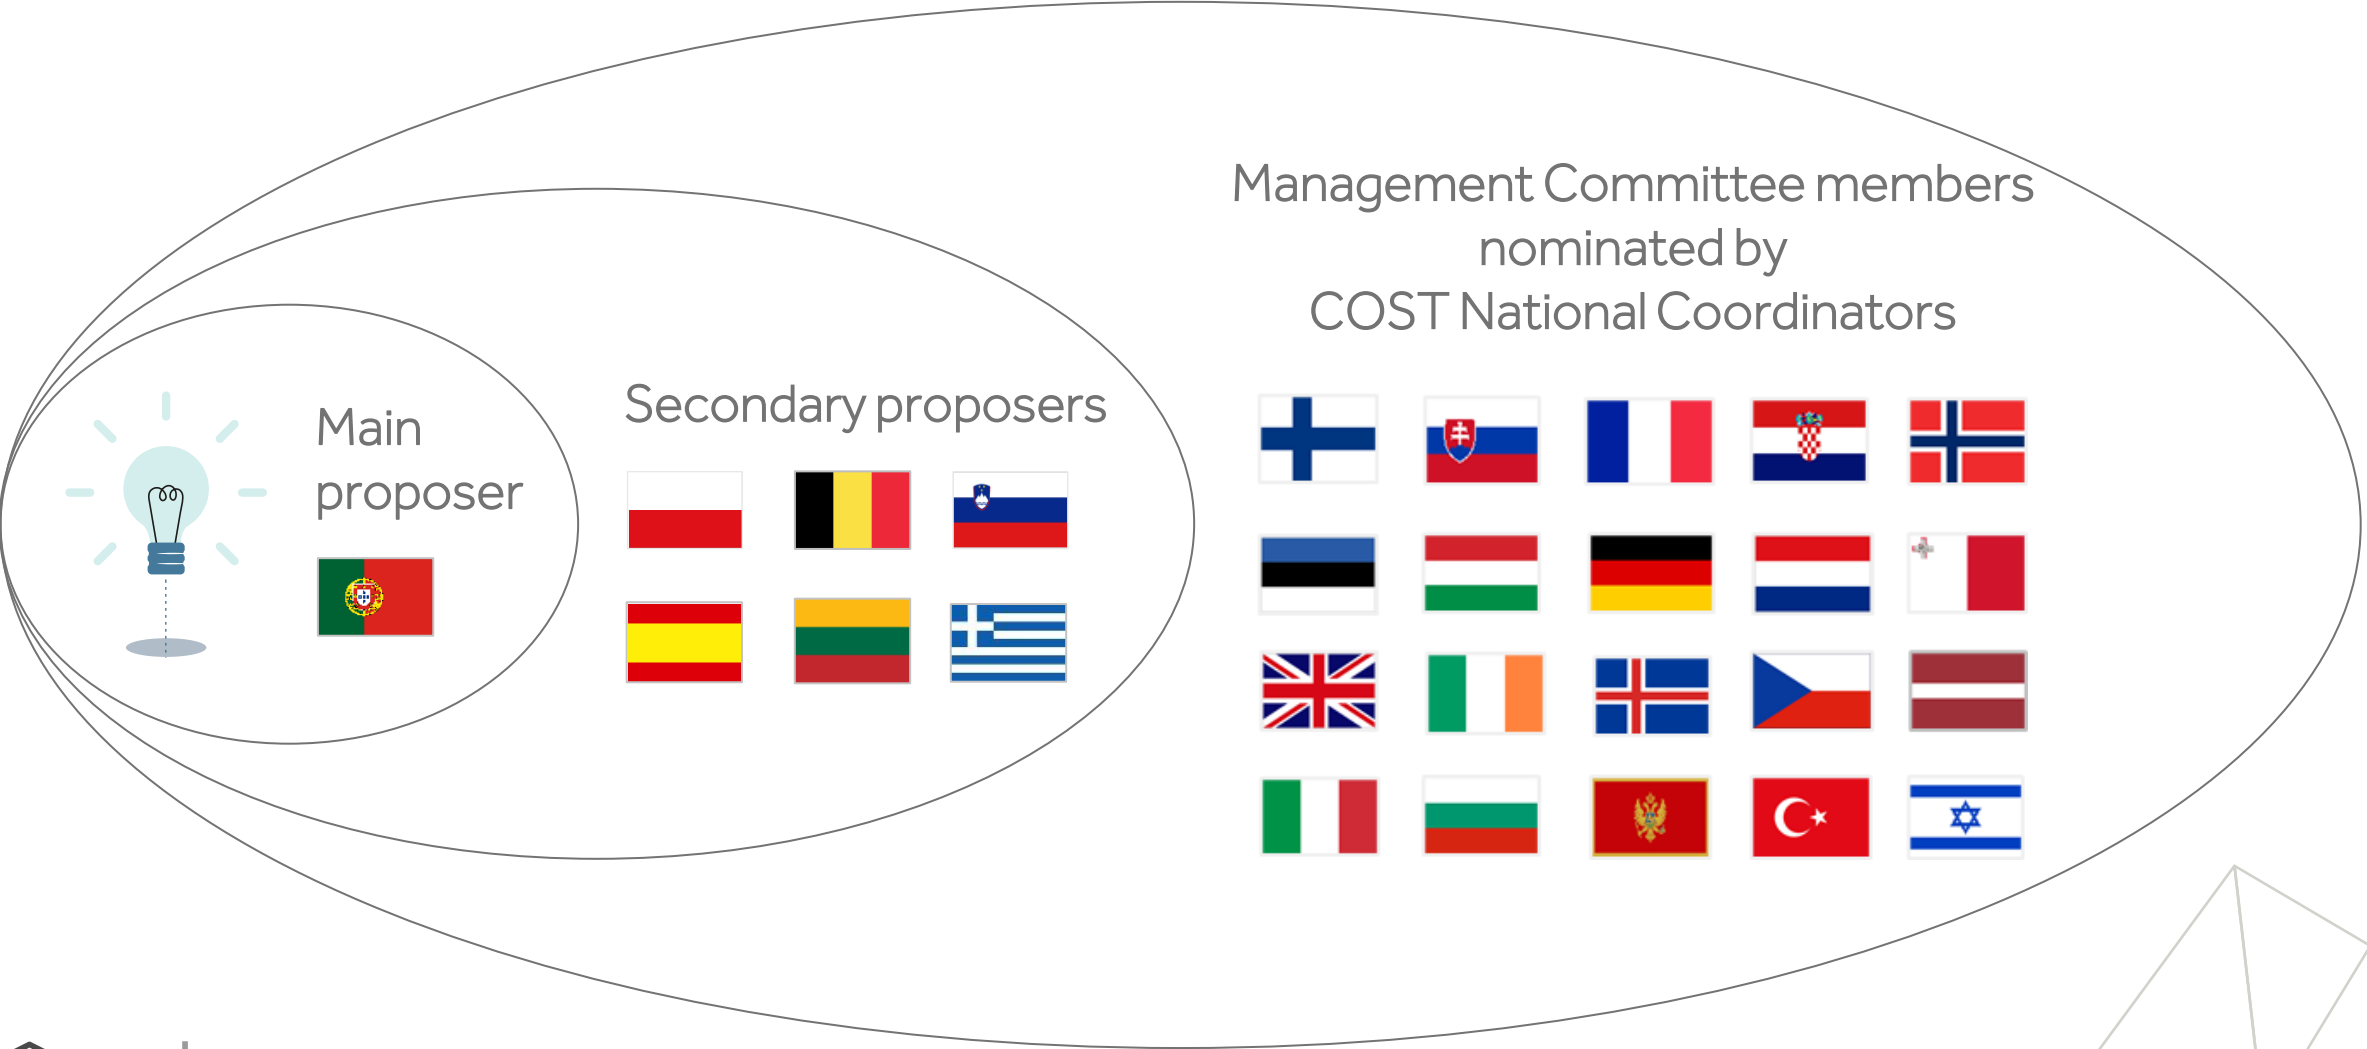 Main
proposer
Secondary proposers
Management Committee members
nominated by
COST National Coordinators